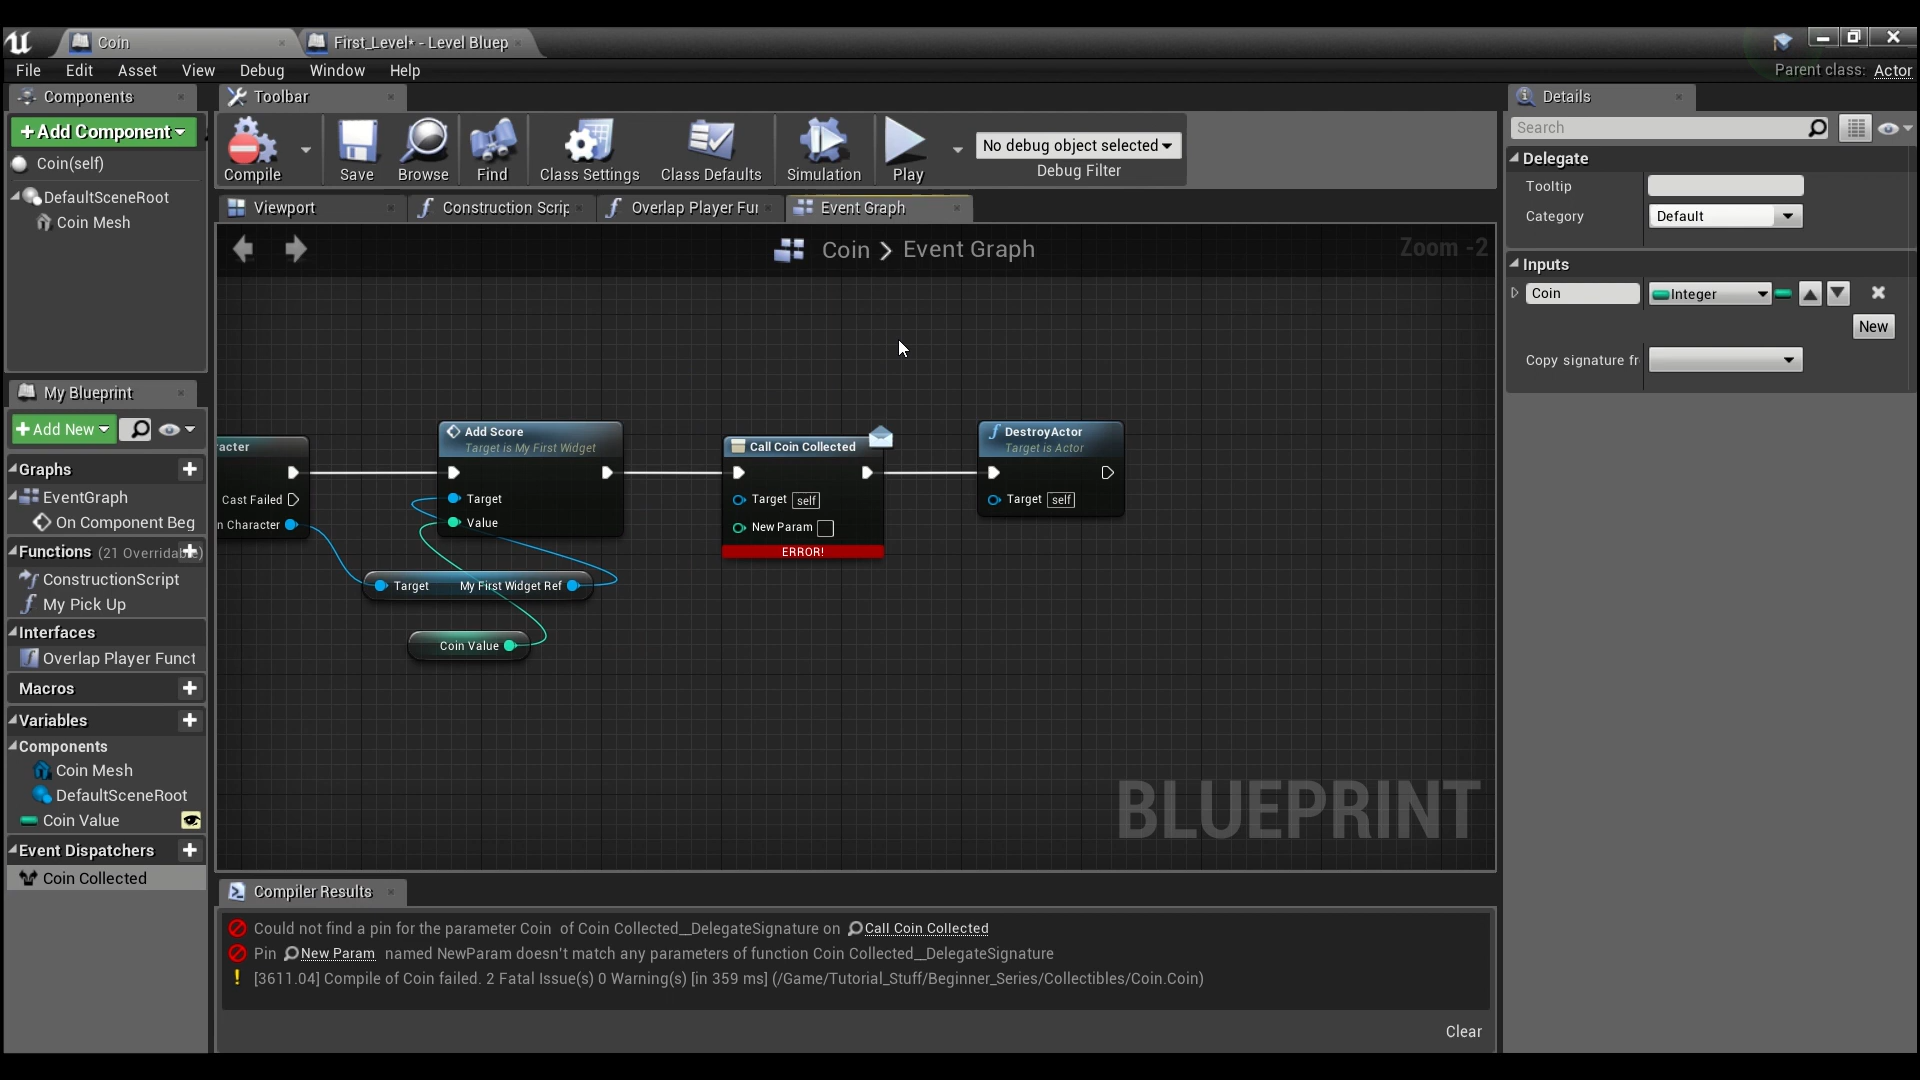 Coin
First_Level* - Level Bluep
File Edit Asset View Debug Window Help
Parent class: Actor
Components
Toolbar
Details
+Add Component
Coin(self)
DefaultSceneRoot
Coin Mesh
Compile
Save
Browse
Find
Class Settings
Class Defaults
Simulation
Play
No debug object selected
Debug Filter
Search
Delegate
Tooltip
Category
Default
Inputs
Coin
Integer
New
Copy signature fr
Viewport
Construction Scrip
Overlap Player Fu
Event Graph
Coin > Event Graph
Zoom -2
My Blueprint
+Add New
Graphs
EventGraph
On Component Beg
Functions (21 Overridable)
ConstructionScript
My Pick Up
Interfaces
Overlap Player Funct
Macros
Variables
Components
Coin Mesh
DefaultSceneRoot
Coin Value
Event Dispatchers
Coin Collected
acter
Cast Failed
n Character
Add Score
Target is My First Widget
Target
Value
Target My First Widget Ref
Coin Value
Call Coin Collected
Target self
New Param
ERROR!
DestroyActor
Target is Actor
Target self
BLUEPRINT
Compiler Results
Could not find a pin for the parameter Coin of Coin Collected__DelegateSignature on Call Coin Collected
Pin New Param named NewParam doesn't match any parameters of function Coin Collected__DelegateSignature
[3611.04] Compile of Coin failed. 2 Fatal Issue(s) 0 Warning(s) [in 359 ms] (/Game/Tutorial_Stuff/Beginner_Series/Collectibles/Coin.Coin)
Clear